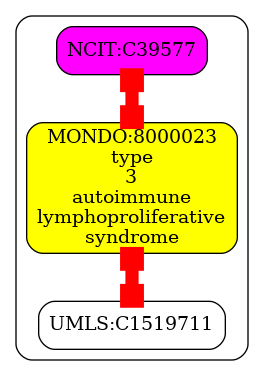 NCIT:C39577
MONDO:8000023
type
3
autoimmune
lymphoproliferative
syndrome
UMLS:C1519711